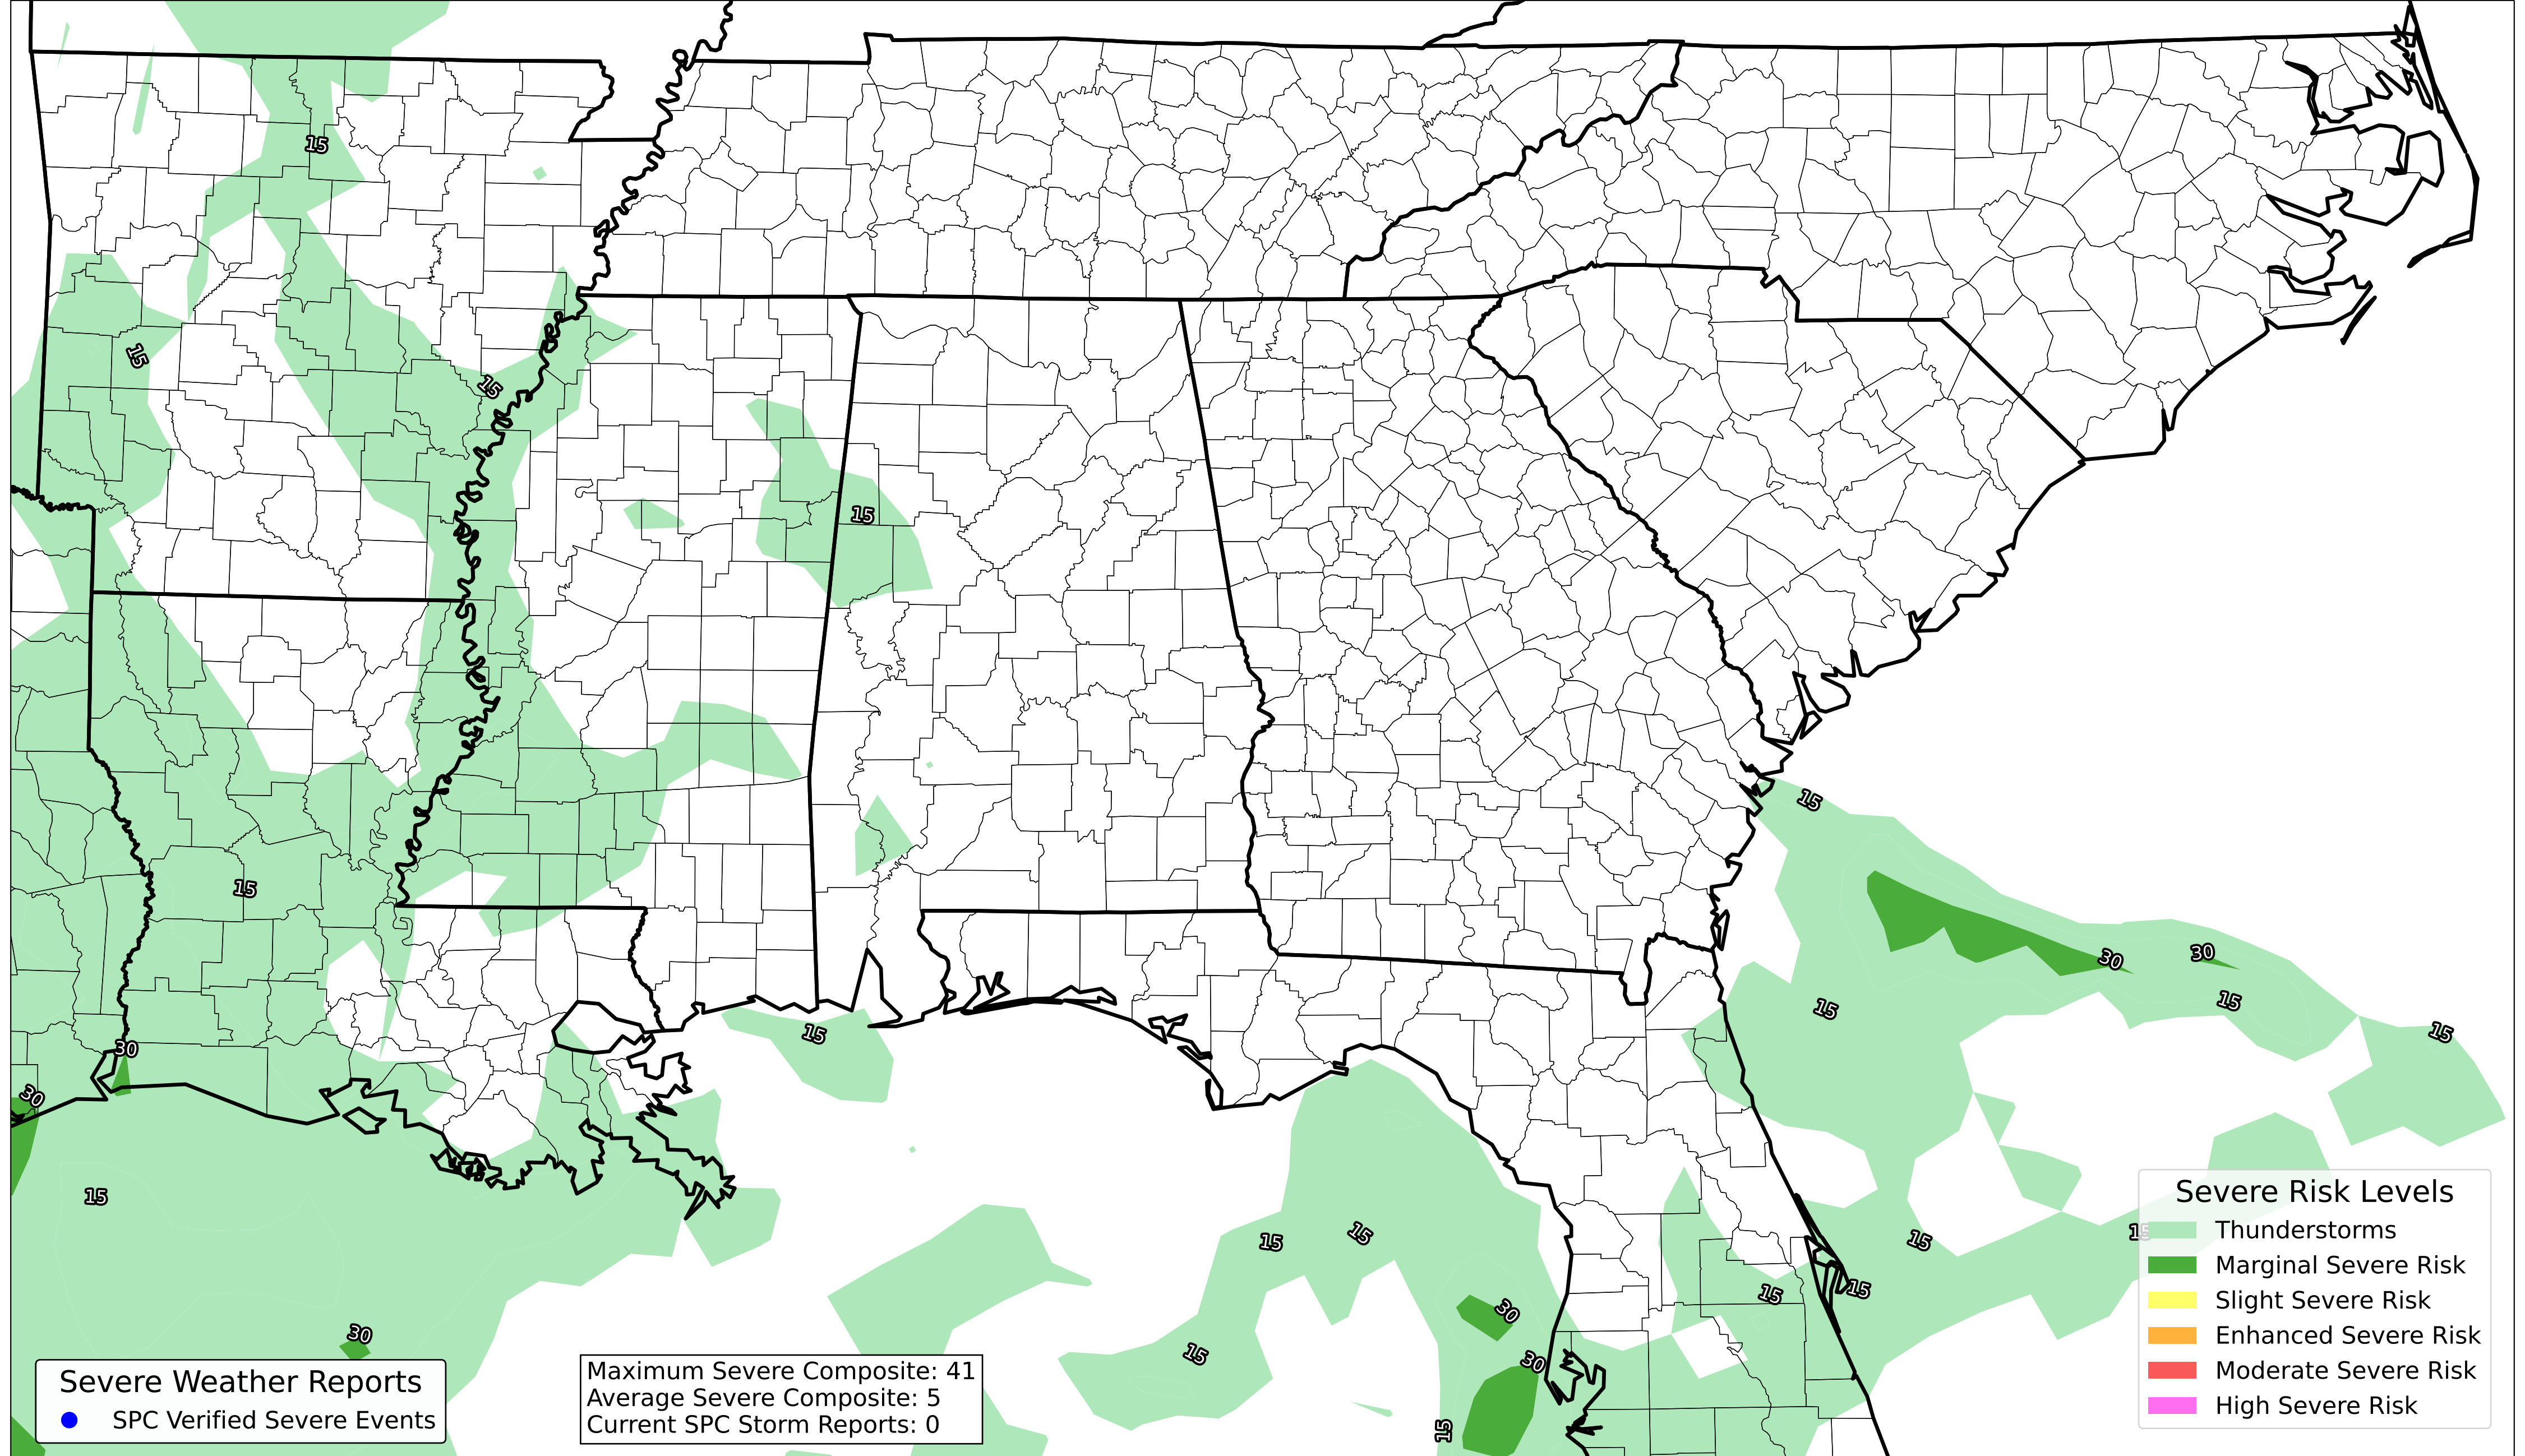 15
15
15
15
15
15
15
30
30
15
15
30
30
15
15
15
15
15
15
15
15
15
30
30
30
15
15
Severe Weather Reports
SPC Verified Severe Events
Maximum Severe Composite: 41
Average Severe Composite: 5
Current SPC Storm Reports: 0
Severe Risk Levels
Thunderstorms
Marginal Severe Risk
Slight Severe Risk
Enhanced Severe Risk
Moderate Severe Risk
High Severe Risk